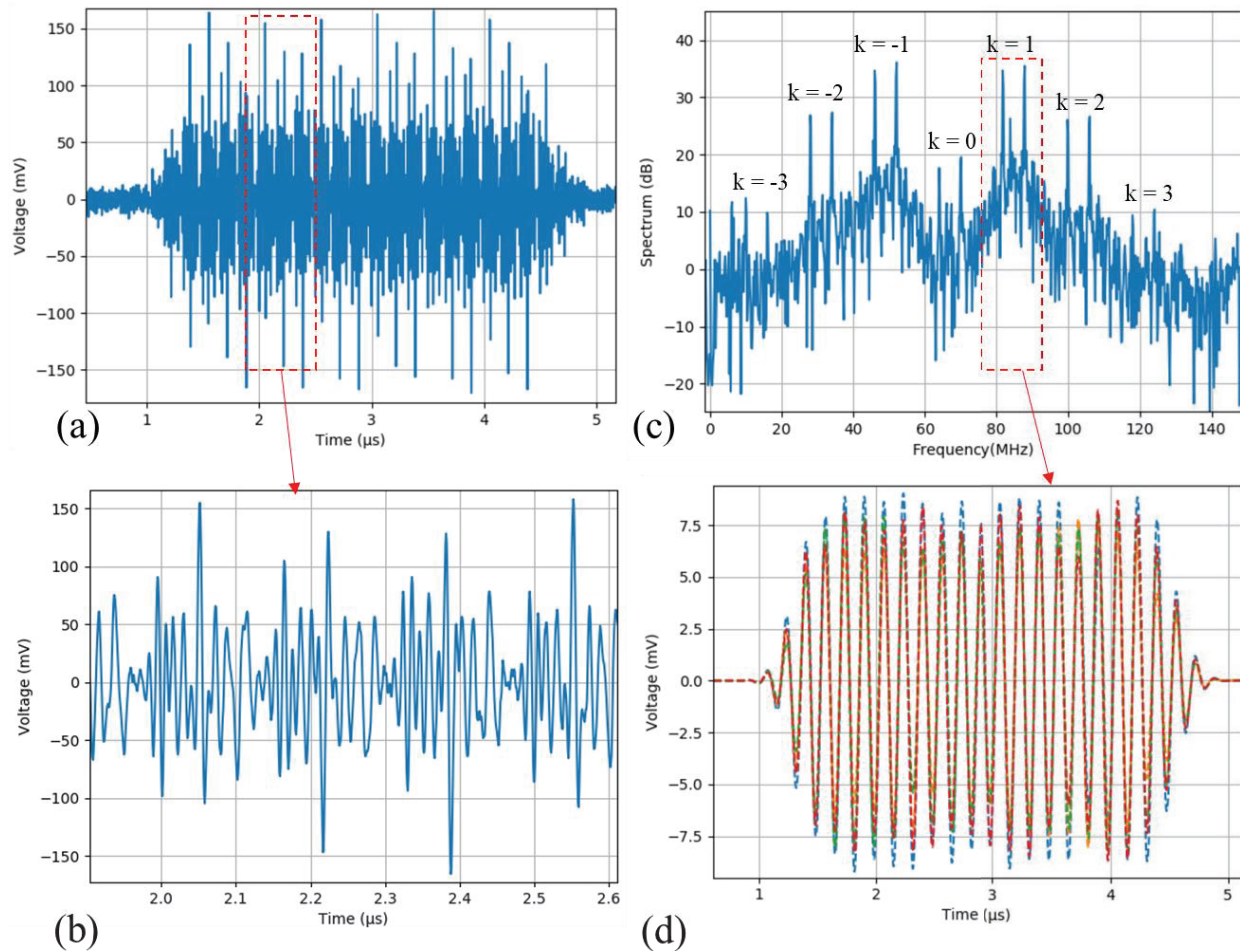 150
100
50
0
−50
−100
−150
Voltage (mV)
1 2 3 4 5
Time (μs)
(a)
40
30
20
10
0
−10
−20
Spectrum (dB)
k = -3
k = -2
k = -1
k = 0
k = 1
k = 2
k = 3
0 20 40 60 80 100 120 140
Frequency(MHz)
(c)
150
100
50
0
−50
−100
−150
Voltage (mV)
2.0 2.1 2.2 2.3 2.4 2.5 2.6
Time (μs)
(b)
7.5
5.0
2.5
0.0
−2.5
−5.0
−7.5
Voltage (mV)
1 2 3 4 5
Time (μs)
(d)